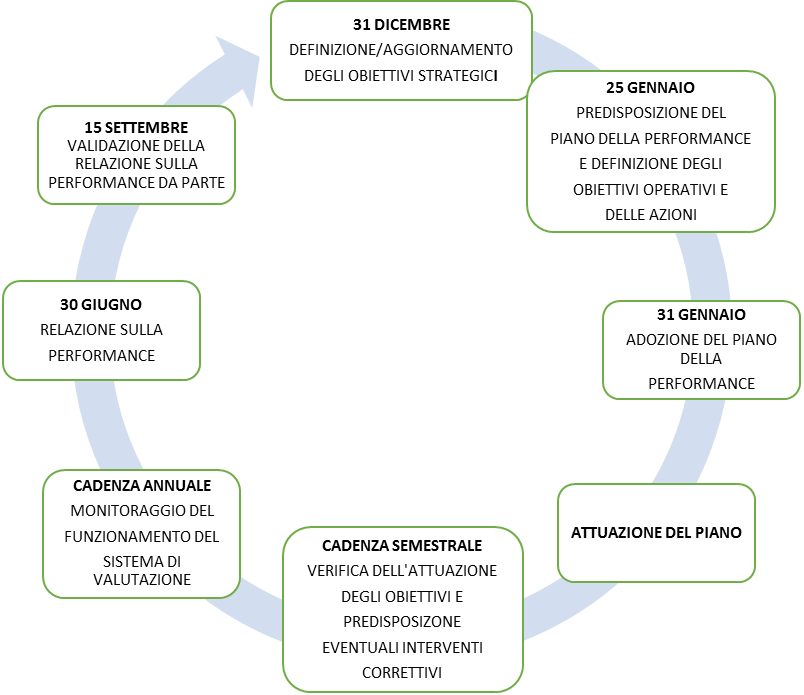 31 DICEMBRE
DEFINIZIONE/AGGIORNAMENTO
DEGLI OBIETTIVI STRATEGICI
25 GENNAIO
PREDISPOSIZIONE DEL
PIANO DELLA PERFORMANCE
E DEFINIZIONE DEGLI
OBIETTIVI OPERATIVI E
DELLE AZIONI
31 GENNAIO
ADOZIONE DEL PIANO
DELLA
PERFORMANCE
ATTUAZIONE DEL PIANO
CADENZA SEMESTRALE
VERIFICA DELL'ATTUAZIONE
DEGLI OBIETTIVI E
PREDISPOSIZONE
EVENTUALI INTERVENTI
CORRETTIVI
CADENZA ANNUALE
MONITORAGGIO DEL
FUNZIONAMENTO DEL
SISTEMA DI
VALUTAZIONE
30 GIUGNO
RELAZIONE SULLA
PERFORMANCE
15 SETTEMBRE
VALIDAZIONE DELLA
RELAZIONE SULLA
PERFORMANCE DA PARTE